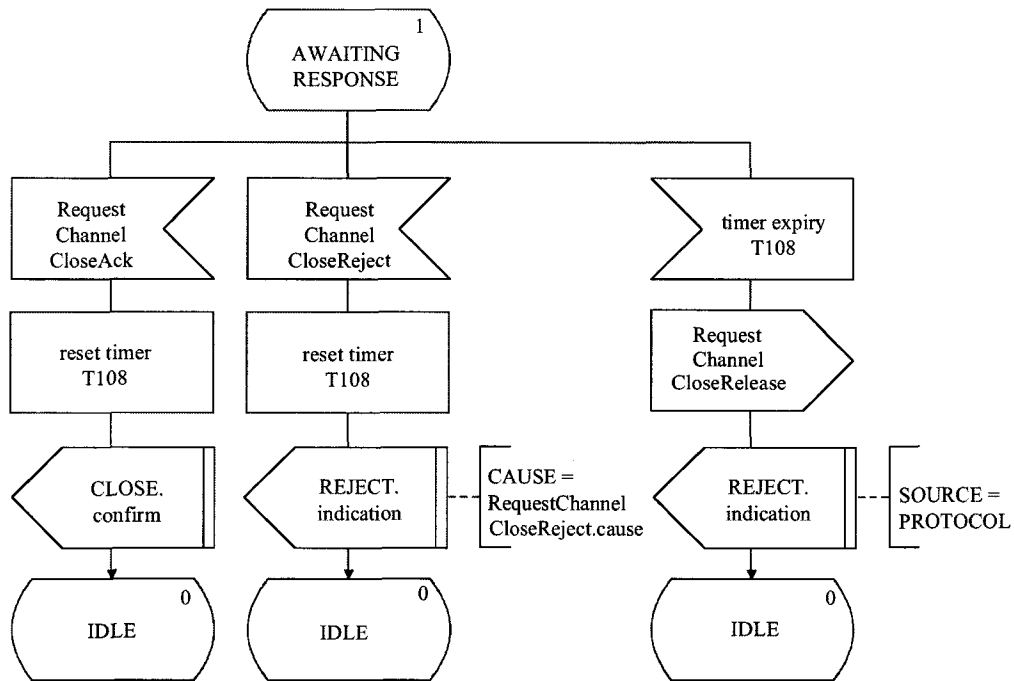 1
AWAITING
RESPONSE
Request
Channel
CloseAck
Request
Channel
CloseReject
timer expiry
T108
reset timer
T108
reset timer
T108
Request
Channel
CloseRelease
CLOSE.
confirm
REJECT.
indication
CAUSE =
RequestChannel
CloseReject.cause
REJECT.
indication
SOURCE =
PROTOCOL
0
IDLE
0
IDLE
0
IDLE